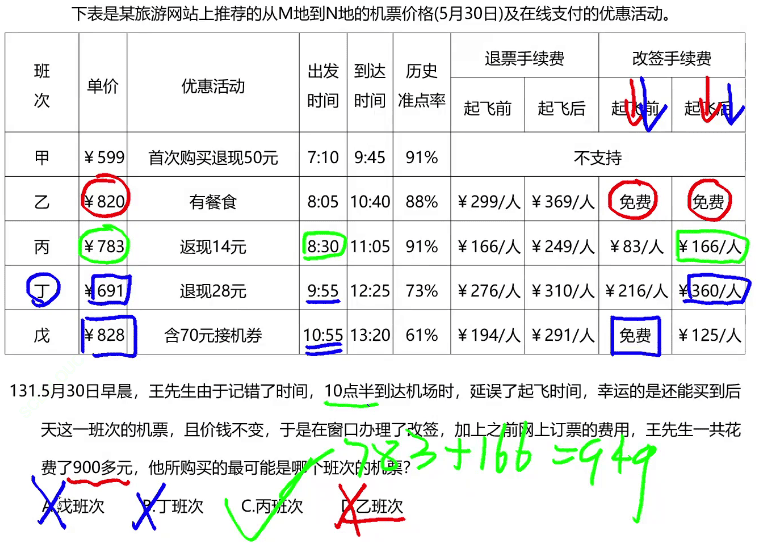 下表是某旅游网站上推荐的从M地到N地的机票价格(5月30日)及在线支付的优惠活动。
班次 单价 优惠活动 出发时间 到达时间 历史准点率 退票手续费 改签手续费
起飞前 起飞后 起飞前 起飞后
甲 ¥599 首次购买退现50元 7:10 9:45 91% 不支持
乙 ¥820 有餐食 8:05 10:40 88% ¥299/人 ¥369/人 免费 免费
丙 ¥783 返现14元 8:30 11:05 91% ¥166/人 ¥249/人 ¥83/人 ¥166/人
丁 ¥691 退现28元 9:55 12:25 73% ¥276/人 ¥310/人 ¥216/人 ¥360/人
戊 ¥828 含70元接机券 10:55 13:20 61% ¥194/人 ¥291/人 免费 ¥125/人
131.5月30日早晨，王先生由于记错了时间，10点半到达机场时，延误了起飞时间，幸运的是还能买到后
天这一班次的机票，且价钱不变，于是在窗口办理了改签，加上之前网上订票的费用，王先生一共花
费了900多元，他所购买的最可能是哪个班次的机票？
783+166=949
A.戊班次 B.丁班次 C.丙班次 D.乙班次